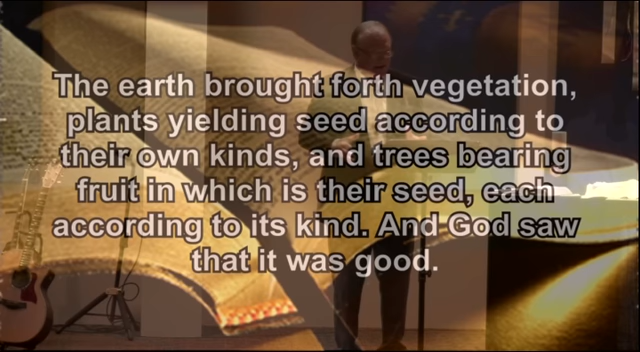 The earth brought forth vegetation,
plants yielding seed according to
their own kinds, and trees bearing
fruit in which is their seed, each
according to its kind. And God saw
that it was good.